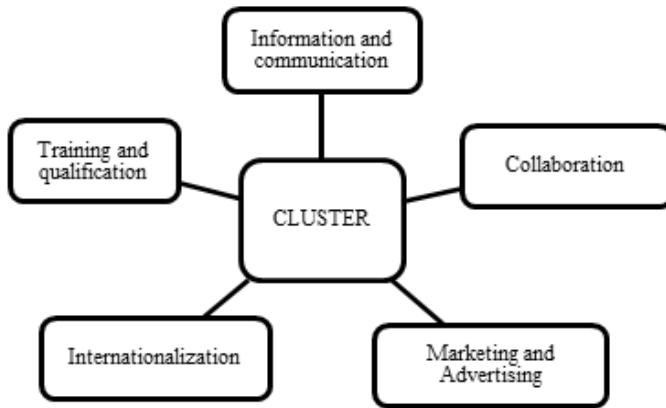 Information and
communication
Training and
qualification
Collaboration
CLUSTER
Internationalization
Marketing and
Advertising